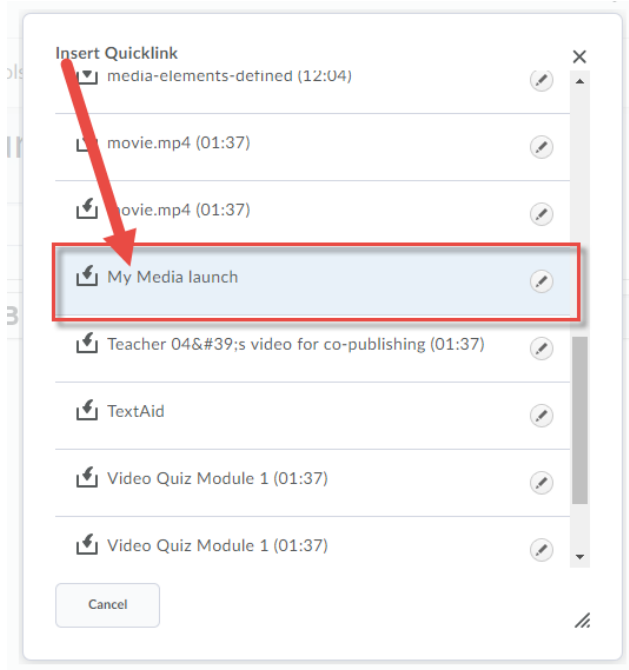 Insert Quicklink
media-elements-defined (12:04)
movie.mp4 (01:37)
movie.mp4 (01:37)
My Media launch
Teacher 04&#39;s video for co-publishing (01:37)
TextAid
Video Quiz Module 1 (01:37)
Video Quiz Module 1 (01:37)
Cancel